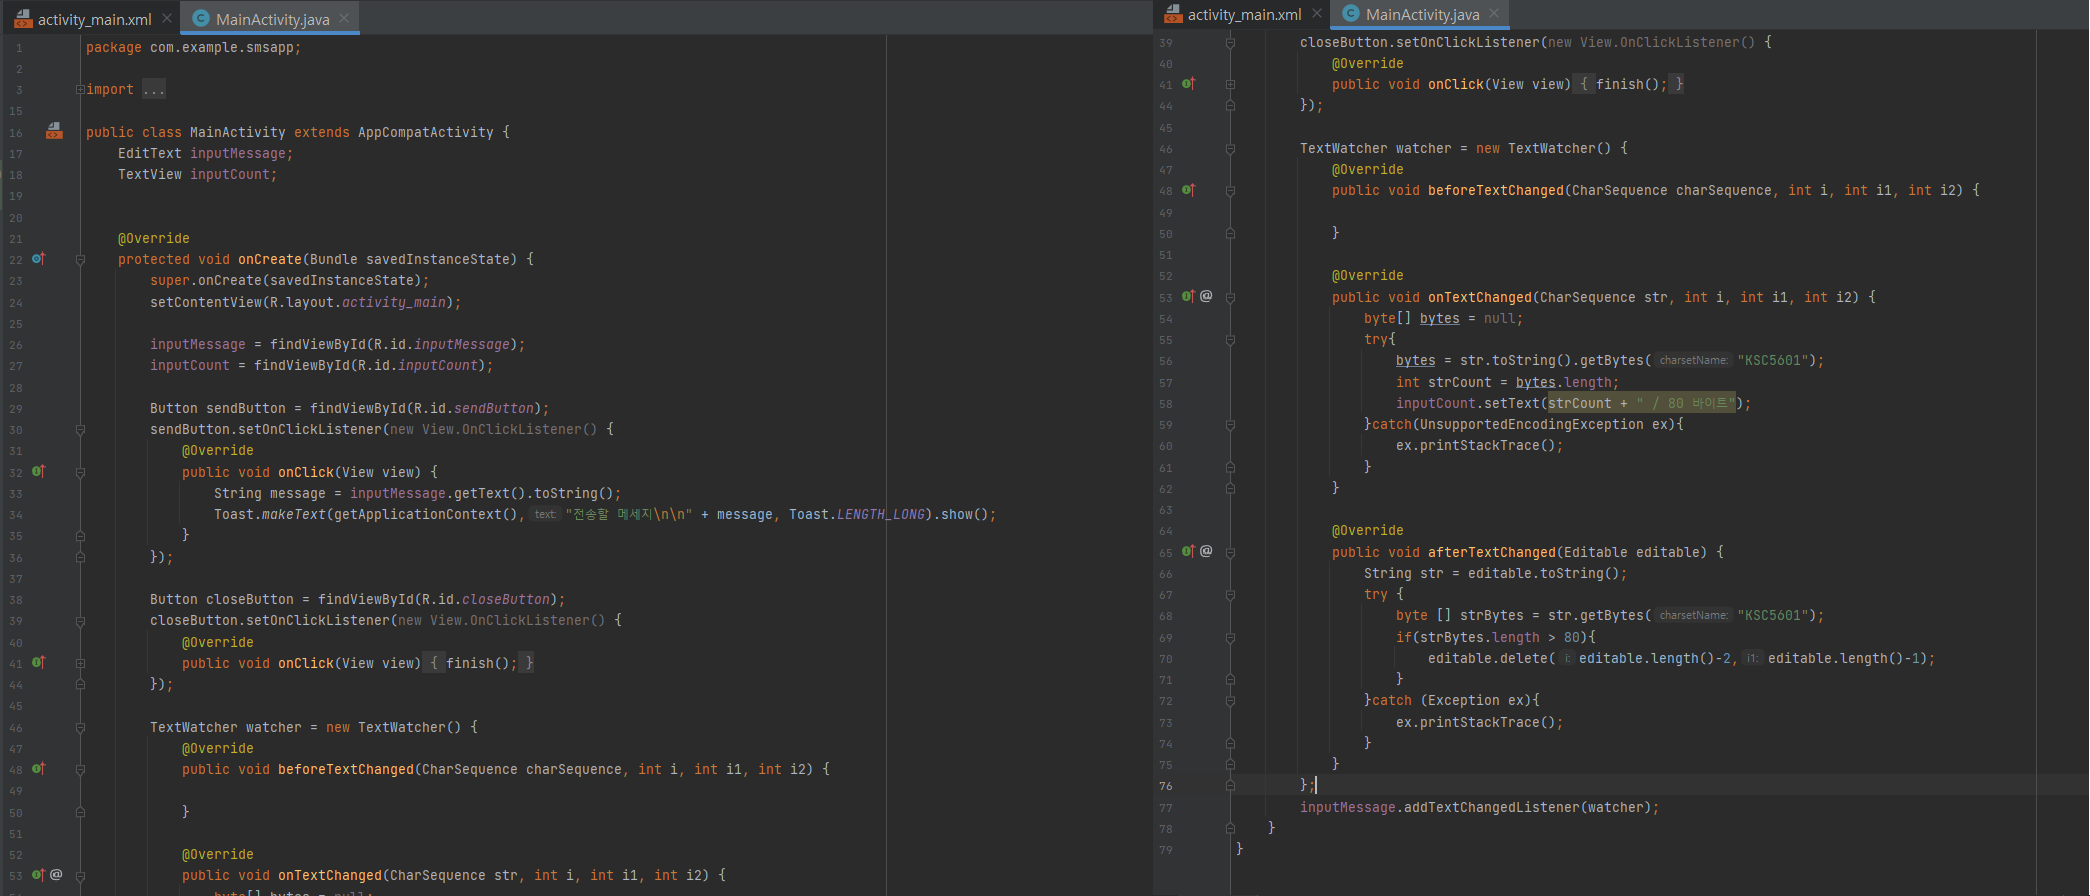 activity_main.xml
MainActivity.java
1 package com.example.smsapp;
2
3 import ...
15
16 public class MainActivity extends AppCompatActivity {
17 EditText inputMessage;
18 TextView inputCount;
19
20
21 @Override
22 protected void onCreate(Bundle savedInstanceState) {
23 super.onCreate(savedInstanceState);
24 setContentView(R.layout.activity_main);
25
26 inputMessage = findViewById(R.id.inputMessage);
27 inputCount = findViewById(R.id.inputCount);
28
29 Button sendButton = findViewById(R.id.sendButton);
30 sendButton.setOnClickListener(new View.OnClickListener() {
31 @Override
32 public void onClick(View view) {
33 String message = inputMessage.getText().toString();
34 Toast.makeText(getApplicationContext(), text: "전송할 메세지\n\n" + message, Toast.LENGTH_LONG).show();
35 }
36 });
37
38 Button closeButton = findViewById(R.id.closeButton);
39 closeButton.setOnClickListener(new View.OnClickListener() {
40 @Override
41 public void onClick(View view) { finish(); }
44 });
45
46 TextWatcher watcher = new TextWatcher() {
47 @Override
48 public void beforeTextChanged(CharSequence charSequence, int i, int i1, int i2) {
49
50 }
51
52 @Override
53 @ public void onTextChanged(CharSequence str, int i, int i1, int i2) {
byte[] bytes = null;
activity_main.xml
MainActivity.java
39 closeButton.setOnClickListener(new View.OnClickListener() {
40 @Override
41 public void onClick(View view) { finish(); }
44 });
45
46 TextWatcher watcher = new TextWatcher() {
47 @Override
48 public void beforeTextChanged(CharSequence charSequence, int i, int i1, int i2) {
49
50 }
51
52 @Override
53 @ public void onTextChanged(CharSequence str, int i, int i1, int i2) {
54 byte[] bytes = null;
55 try{
56 bytes = str.toString().getBytes( charsetName: "KSC5601");
57 int strCount = bytes.length;
58 inputCount.setText(strCount + " / 80 바이트");
59 }catch(UnsupportedEncodingException ex){
60 ex.printStackTrace();
61 }
62 }
63
64 @Override
65 @ public void afterTextChanged(Editable editable) {
66 String str = editable.toString();
67 try {
68 byte [] strBytes = str.getBytes( charsetName: "KSC5601");
69 if(strBytes.length > 80){
70 editable.delete( i: editable.length()-2, i1: editable.length()-1);
71 }
72 }catch (Exception ex){
73 ex.printStackTrace();
74 }
75 }
76 };
77 inputMessage.addTextChangedListener(watcher);
78 }
79 }